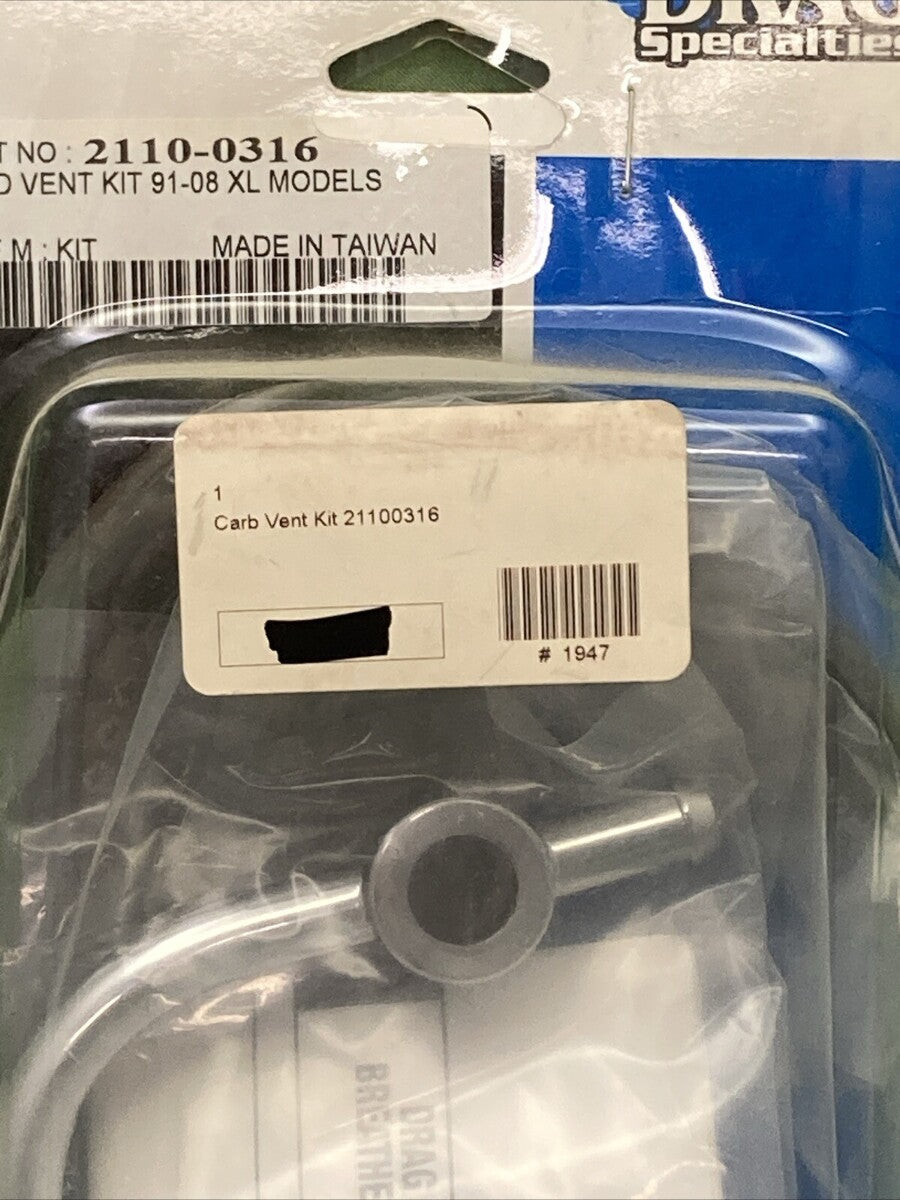 DRAG
Specialties
T NO : 2110-0316
D VENT KIT 91-08 XL MODELS
M : KIT MADE IN TAIWAN
1
Carb Vent Kit 21100316
# 1947
DRAG
BREATHE